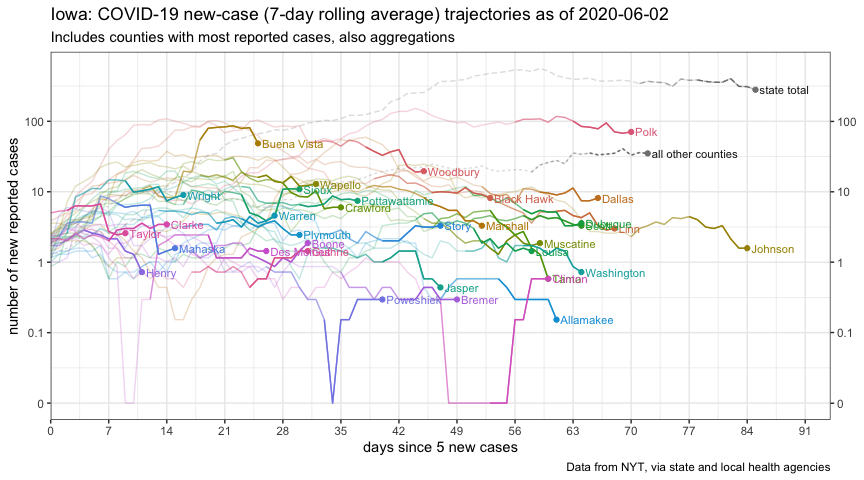 Iowa: COVID-19 new-case (7-day rolling average) trajectories as of 2020-06-02
Includes counties with most reported cases, also aggregations
number of new reported cases
100
10
1
0.1
0
100
10
1
0.1
0
state total
Polk
Buena Vista
all other counties
Woodbury
Wapello
Sioux
Wright
Pottawattamie
Crawford
Black Hawk
Dallas
Warren
Clarke
Taylor
Plymouth
Story
Marshall
Dubuque
Linn
Mahaska
Boone
Des Moines
Guthrie
Muscatine
Louisa
Johnson
Henry
Jasper
Clinton
Washington
Poweshiek
Bremer
Allamakee
0 7 14 21 28 35 42 49 56 63 70 77 84 91
days since 5 new cases
Data from NYT, via state and local health agencies